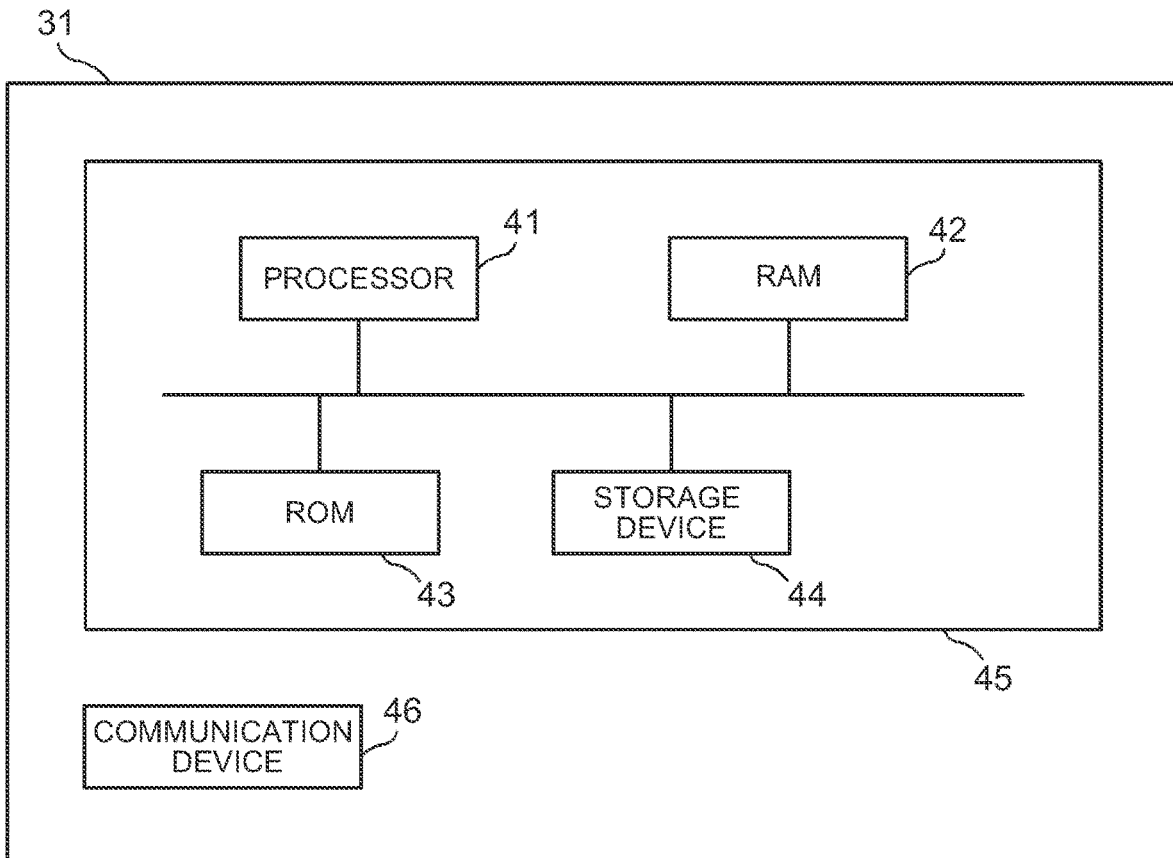 31
41
PROCESSOR
42
RAM
ROM
43
STORAGE
DEVICE
44
45
COMMUNICATION
DEVICE
46